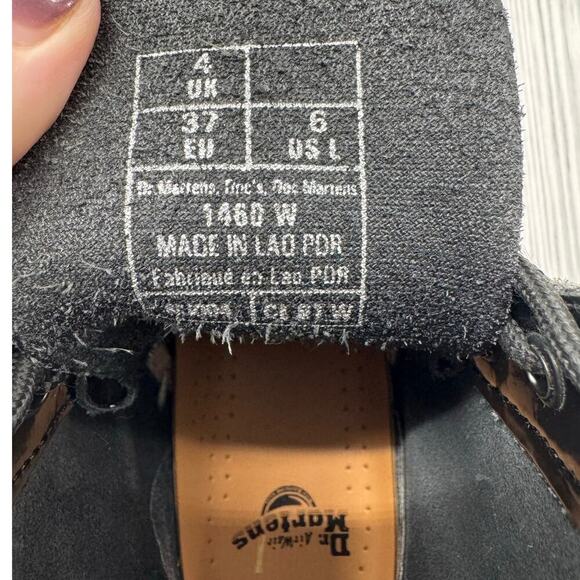 4
UK
37 6
EU US L
Dr. Martens, Doc's, Doc Martens
1460 W
MADE IN LAO PDR
Fabriqué en Lao PDR
W
Dr. Martens
AirWair